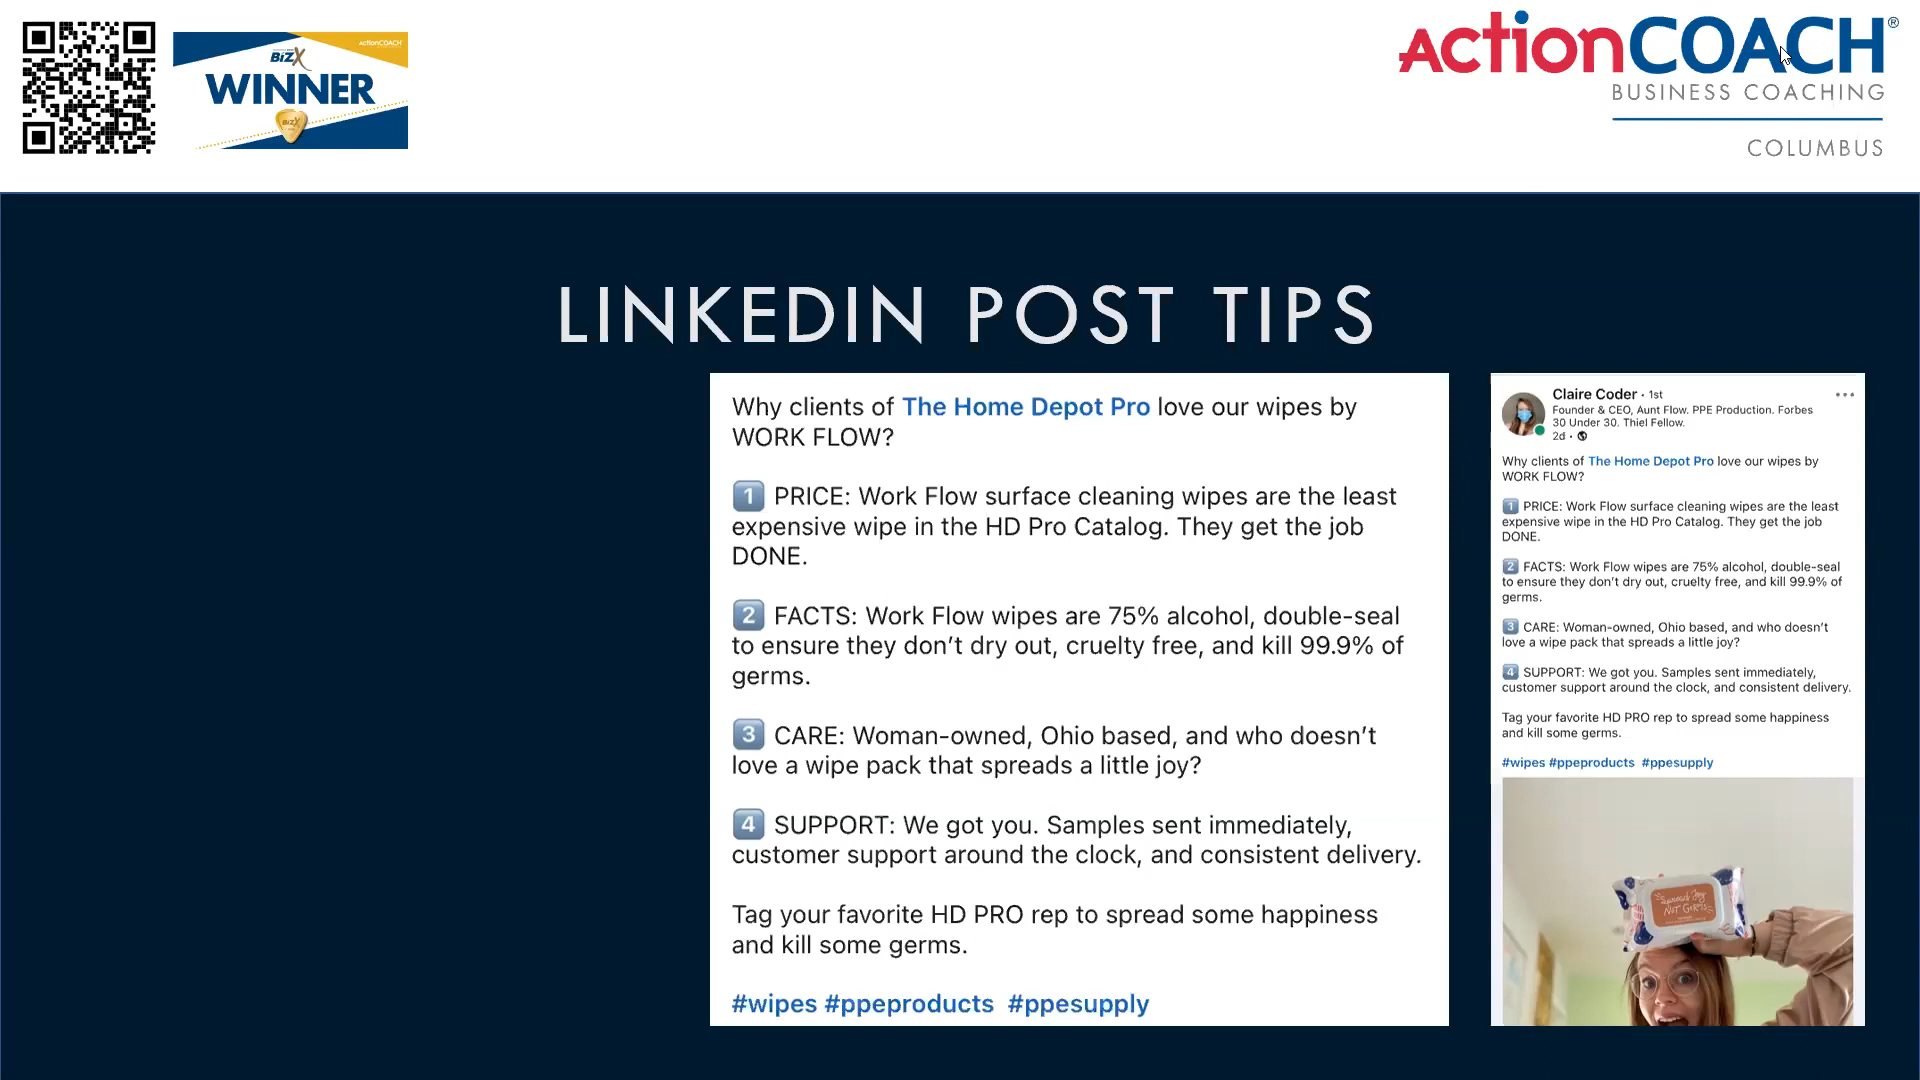 BizX
WINNER
ActionCOACH
BizX
ActionCOACH®
BUSINESS COACHING
COLUMBUS
LINKEDIN POST TIPS
Why clients of The Home Depot Pro love our wipes by
WORK FLOW?
1 PRICE: Work Flow surface cleaning wipes are the least
expensive wipe in the HD Pro Catalog. They get the job
DONE.
2 FACTS: Work Flow wipes are 75% alcohol, double-seal
to ensure they don’t dry out, cruelty free, and kill 99.9% of
germs.
3 CARE: Woman-owned, Ohio based, and who doesn’t
love a wipe pack that spreads a little joy?
4 SUPPORT: We got you. Samples sent immediately,
customer support around the clock, and consistent delivery.
Tag your favorite HD PRO rep to spread some happiness
and kill some germs.
#wipes #ppeproducts #ppesupply
Claire Coder · 1st
Founder & CEO, Aunt Flow. PPE Production. Forbes
30 Under 30. Thiel Fellow.
2d ·
Why clients of The Home Depot Pro love our wipes by
WORK FLOW?
1 PRICE: Work Flow surface cleaning wipes are the least
expensive wipe in the HD Pro Catalog. They get the job
DONE.
2 FACTS: Work Flow wipes are 75% alcohol, double-seal
to ensure they don’t dry out, cruelty free, and kill 99.9% of
germs.
3 CARE: Woman-owned, Ohio based, and who doesn’t
love a wipe pack that spreads a little joy?
4 SUPPORT: We got you. Samples sent immediately,
customer support around the clock, and consistent delivery.
Tag your favorite HD PRO rep to spread some happiness
and kill some germs.
#wipes #ppeproducts #ppesupply
Spread Joy
NOT GERMS